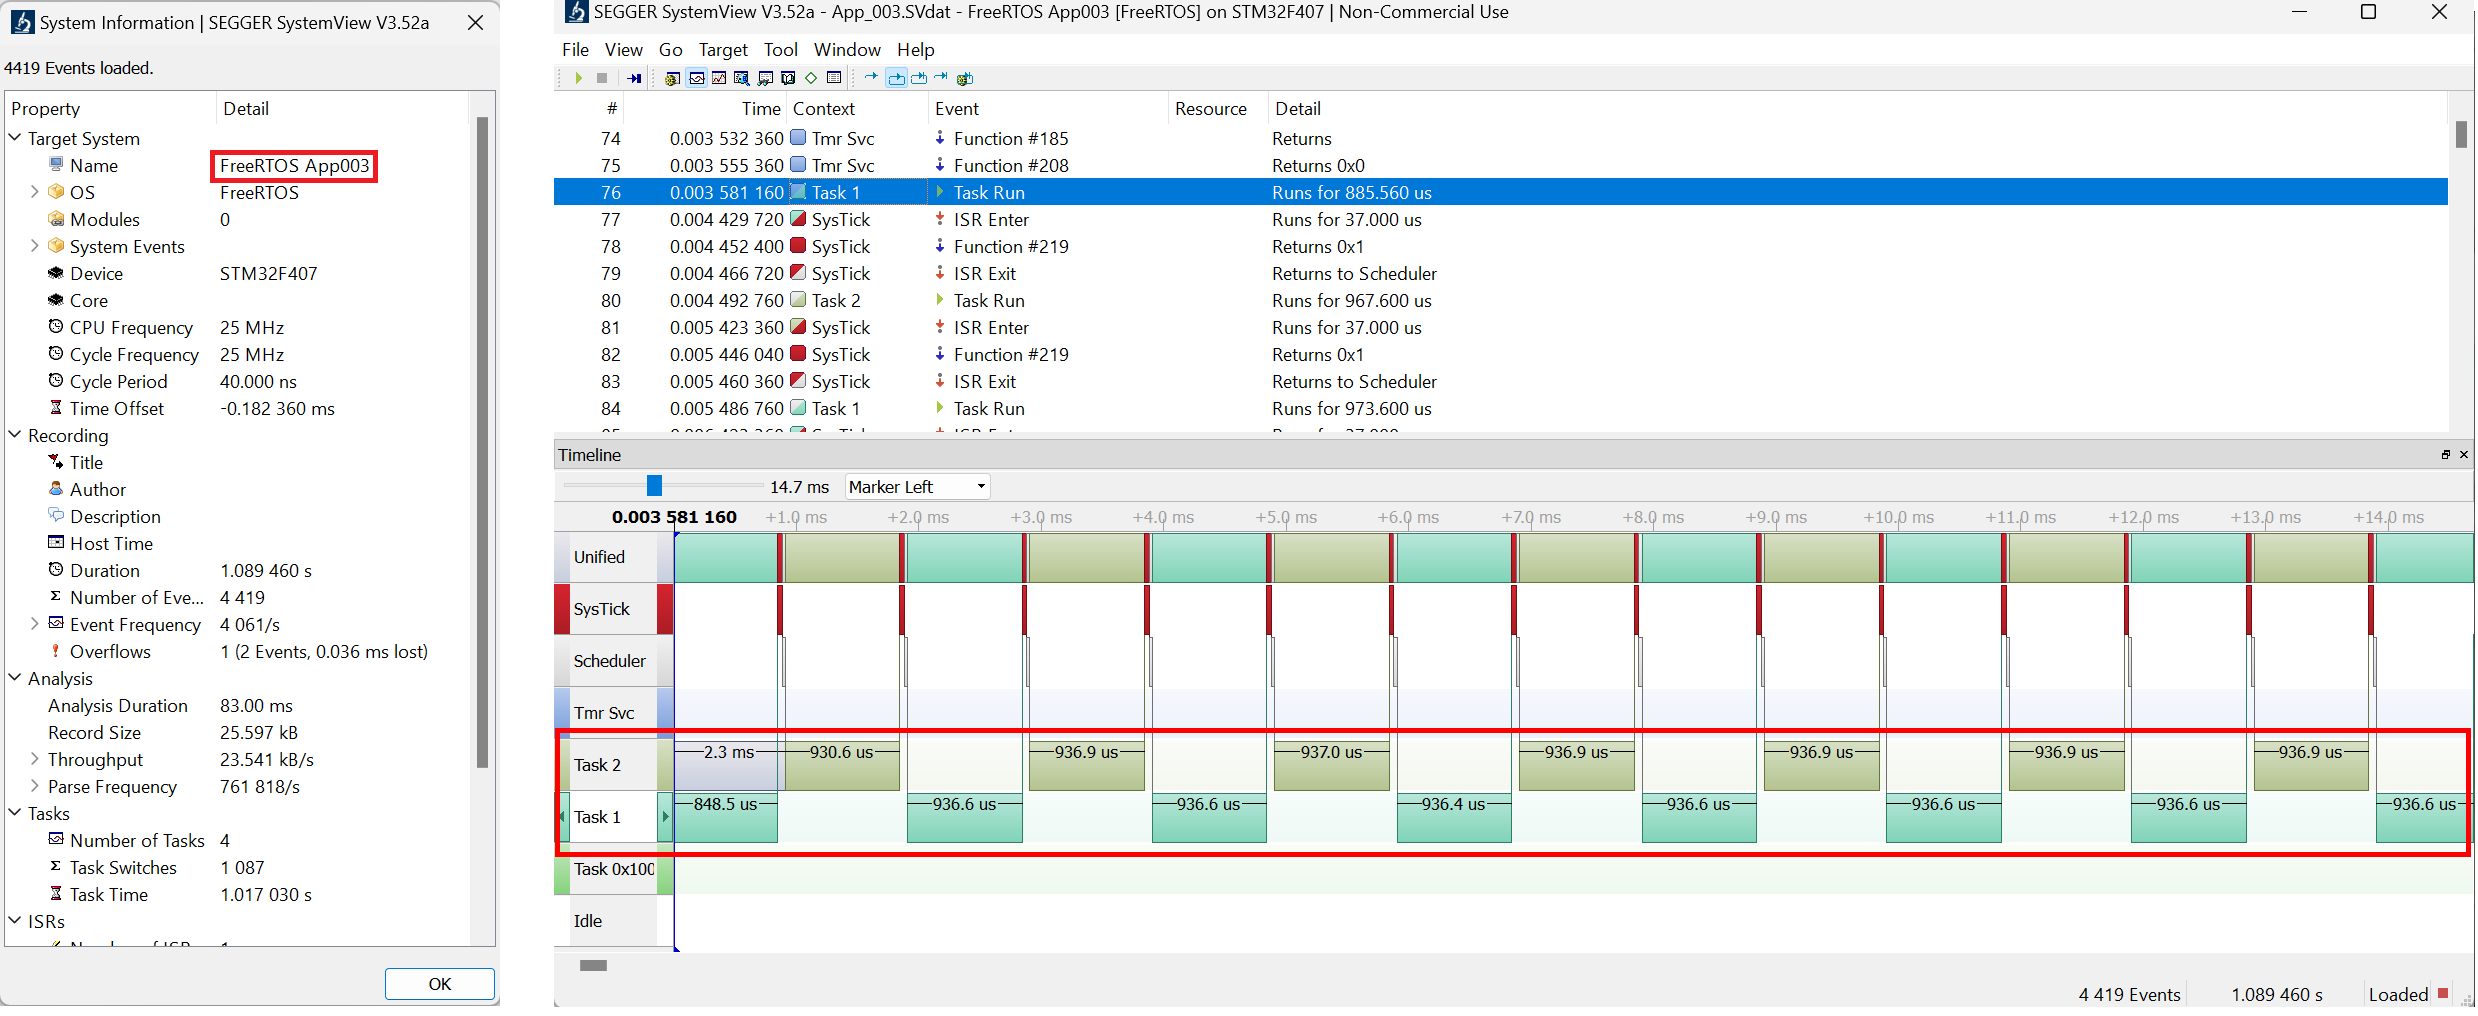 System Information | SEGGER SystemView V3.52a
4419 Events loaded.
Property Detail
Target System
Name FreeRTOS App003
OS FreeRTOS
Modules 0
System Events
Device STM32F407
Core
CPU Frequency 25 MHz
Cycle Frequency 25 MHz
Cycle Period 40.000 ns
Time Offset -0.182 360 ms
Recording
Title
Author
Description
Host Time
Duration 1.089 460 s
Number of Eve... 4 419
Event Frequency 4 061/s
Overflows 1 (2 Events, 0.036 ms lost)
Analysis
Analysis Duration 83.00 ms
Record Size 25.597 kB
Throughput 23.541 kB/s
Parse Frequency 761 818/s
Tasks
Number of Tasks 4
Task Switches 1 087
Task Time 1.017 030 s
ISRs
OK
SEGGER SystemView V3.52a - App_003.SVdat - FreeRTOS App003 [FreeRTOS] on STM32F407 | Non-Commercial Use
File View Go Target Tool Window Help
# Time Context Event Resource Detail
74 0.003 532 360 Tmr Svc Function #185 Returns
75 0.003 555 360 Tmr Svc Function #208 Returns 0x0
76 0.003 581 160 Task 1 Task Run Runs for 885.560 us
77 0.004 429 720 SysTick ISR Enter Runs for 37.000 us
78 0.004 452 400 SysTick Function #219 Returns 0x1
79 0.004 466 720 SysTick ISR Exit Returns to Scheduler
80 0.004 492 760 Task 2 Task Run Runs for 967.600 us
81 0.005 423 360 SysTick ISR Enter Runs for 37.000 us
82 0.005 446 040 SysTick Function #219 Returns 0x1
83 0.005 460 360 SysTick ISR Exit Returns to Scheduler
84 0.005 486 760 Task 1 Task Run Runs for 973.600 us
Timeline
14.7 ms Marker Left
0.003 581 160 +1.0 ms +2.0 ms +3.0 ms +4.0 ms +5.0 ms +6.0 ms +7.0 ms +8.0 ms +9.0 ms +10.0 ms +11.0 ms +12.0 ms +13.0 ms +14.0 ms
Unified
SysTick
Scheduler
Tmr Svc
Task 2 2.3 ms 930.6 us 936.9 us 937.0 us 936.9 us 936.9 us 936.9 us 936.9 us
Task 1 848.5 us 936.6 us 936.6 us 936.4 us 936.6 us 936.6 us 936.6 us 936.6 us
Task 0x100
Idle
4 419 Events 1.089 460 s Loaded